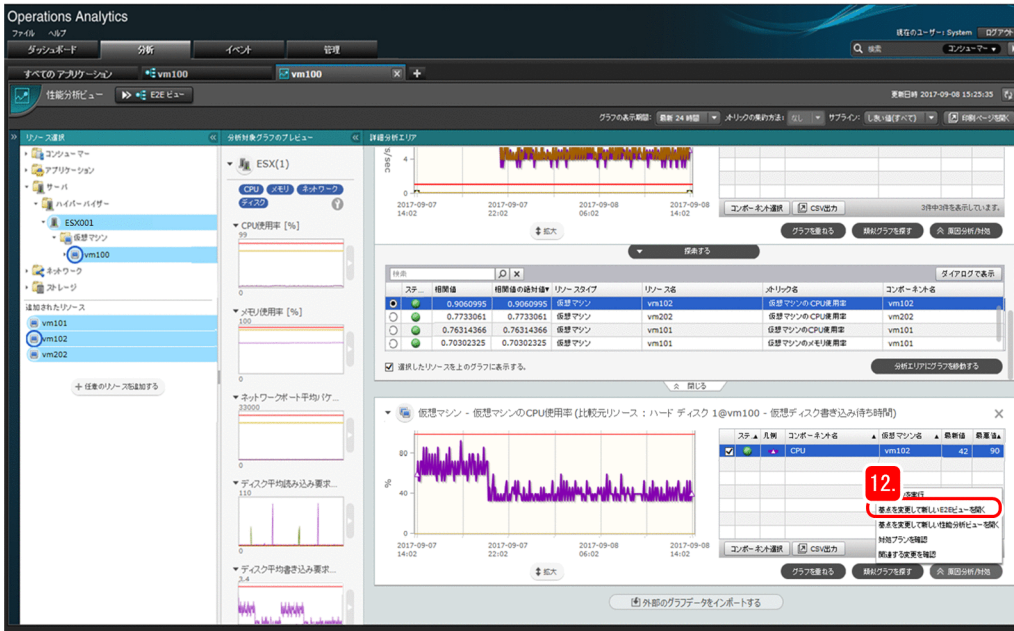 Operations Analytics
ファイル ヘルプ
現在のユーザー: System ログアウト
ダッシュボード 分析 イベント 管理
検索 コンシューマー
すべての アプリケーション vm100 vm100
性能分析ビュー E2E ビュー
更新日時 2017-09-08 15:25:35
グラフの表示期間: 最新 24 時間 メトリックの集約方法: なし サブライン: しきい値(すべて) 印刷ページを開く
リソース選択
コンシューマー
アプリケーション
サーバ
ハイパーバイザー
ESX001
仮想マシン
vm100
ネットワーク
ストレージ
追加されたリソース
vm101
vm102
vm202
任意のリソースを追加する
分析対象グラフのプレビュー
ESX(1)
CPU メモリ ネットワーク
ディスク
CPU使用率 [%]
99
0
メモリ使用率 [%]
100
0
ネットワークポート平均パケ...
33000
0
ディスク平均読み込み要求...
110
0
ディスク平均書き込み要求...
3.4
詳細分析エリア
s/sec
4
0
2017-09-07 14:02
2017-09-07 22:02
2017-09-08 06:02
2017-09-08 14:02
拡大
コンポーネント選択 CSV出力 3件中3件を表示しています。
グラフを重ねる 類似グラフを探す 原因分析/対処
探索する
検索 ダイアログで表示
ステ... 相関値 相関値の絶対値 リソースタイプ リソース名 メトリック名 コンポーネント名
0.9060995 0.9060995 仮想マシン vm102 仮想マシンのCPU使用率 vm102
0.7733061 0.7733061 仮想マシン vm202 仮想マシンのCPU使用率 vm202
0.76314366 0.76314366 仮想マシン vm101 仮想マシンのCPU使用率 vm101
0.70302325 0.70302325 仮想マシン vm101 仮想マシンのメモリ使用率 vm101
選択したリソースを上のグラフに表示する。 分析エリアにグラフを移動する
閉じる
仮想マシン - 仮想マシンのCPU使用率 (比較元リソース : ハード ディスク 1@vm100 - 仮想ディスク書き込み待ち時間)
%
80
40
0
2017-09-07 14:02
2017-09-07 22:02
2017-09-08 06:02
2017-09-08 14:02
拡大
ステ... 凡例 コンポーネント名 仮想マシン名 最新値 最悪値
CPU vm102 42 90
12.
を実行
基点を変更して新しいE2Eビューを開く
基点を変更して新しい性能分析ビューを開く
対処プランを確認
関連する変更を確認
コンポーネント選択 CSV出力
グラフを重ねる 類似グラフを探す 原因分析/対処
外部のグラフデータをインポートする